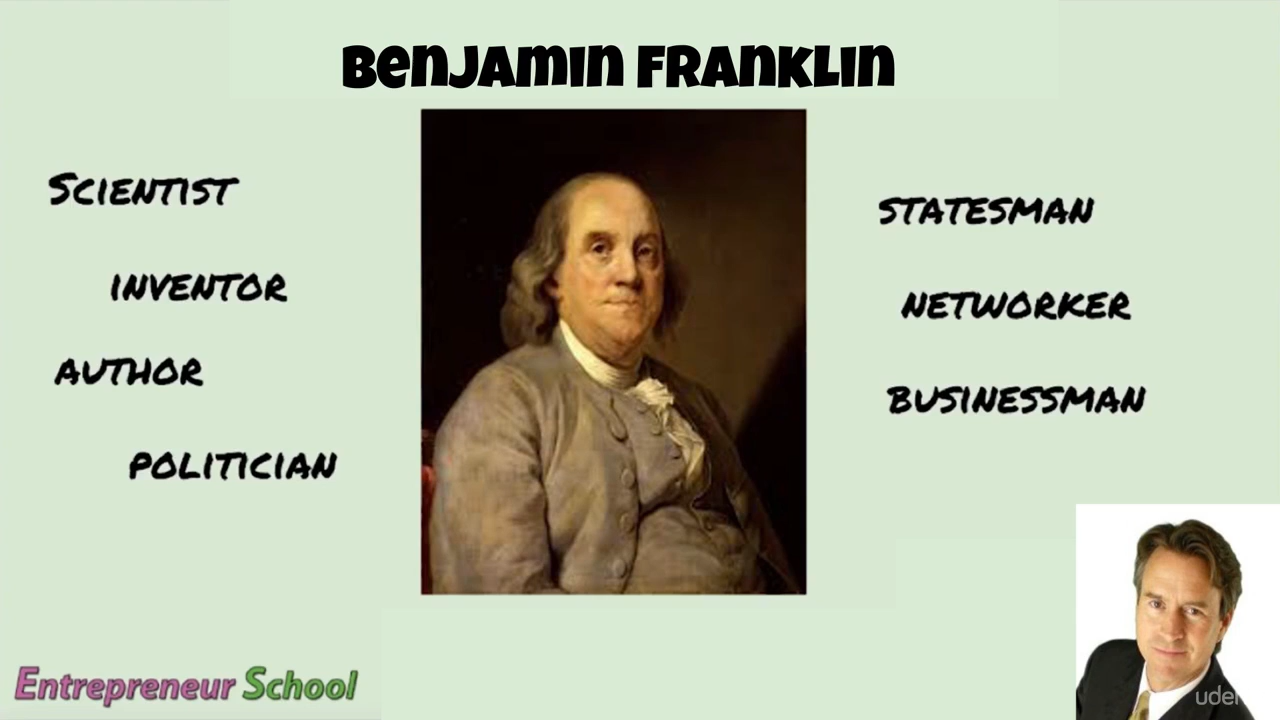 Benjamin Franklin
Scientist
inventor
author
politician
statesman
networker
businessman
Entrepreneur School